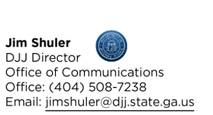 Jim Shuler
DJJ Director
Office of Communications
Office: (404) 508-7238
Email: jimshuler@djj.state.ga.us